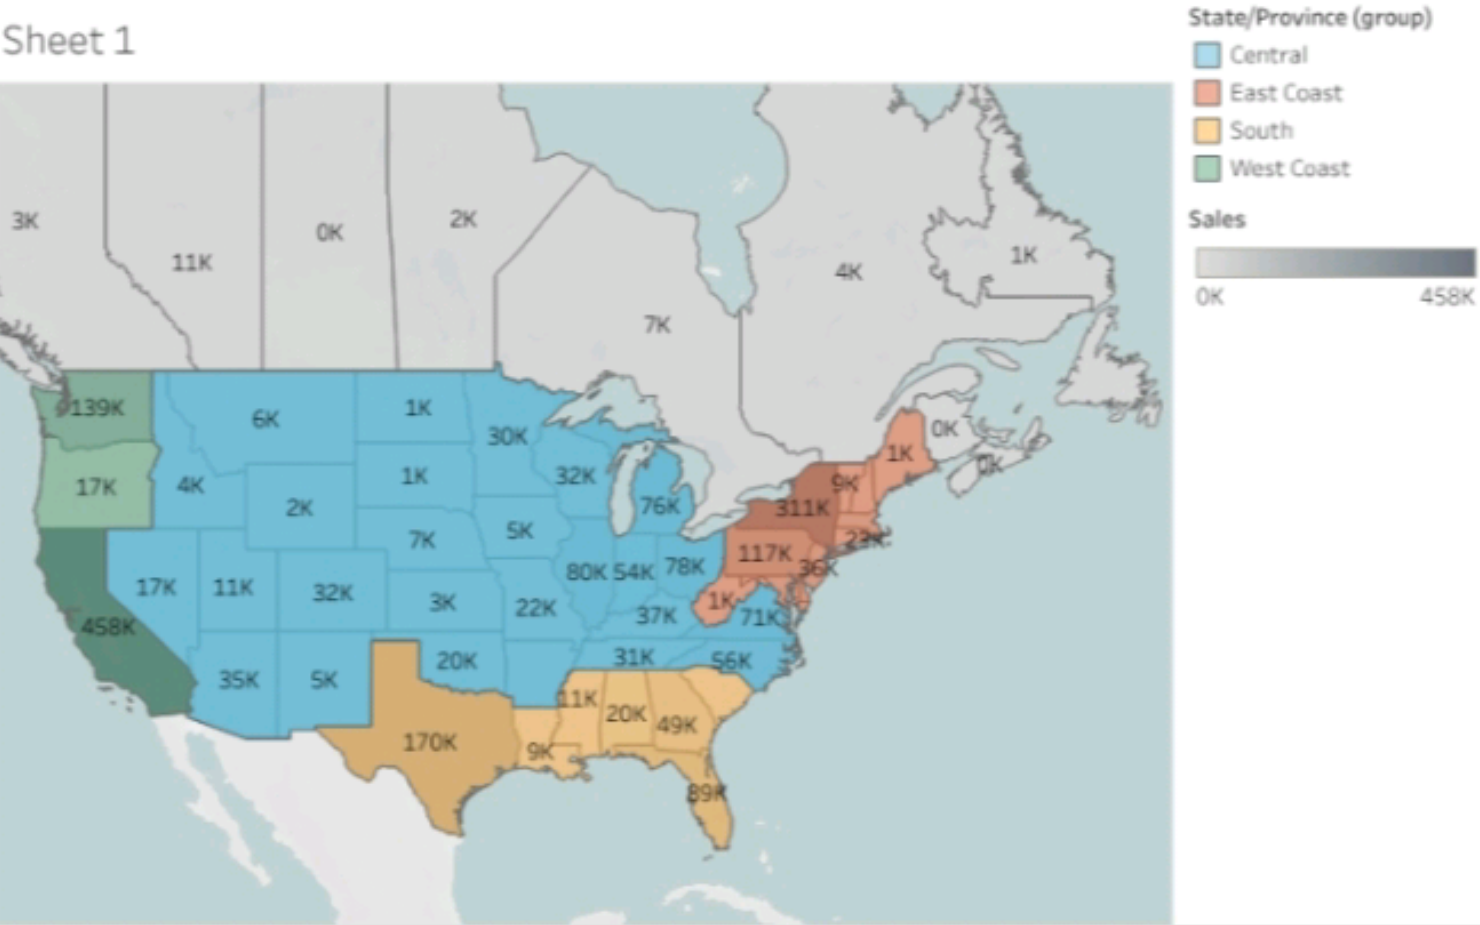 Sheet 1
State/Province (group)
Central
East Coast
South
West Coast
Sales
0K
458K
3K
11K
0K
2K
7K
4K
1K
139K
6K
1K
30K
0K
1K
0K
17K
4K
2K
1K
32K
76K
311K
9K
7K
5K
117K
23K
36K
17K
11K
32K
3K
22K
80K
54K
78K
37K
1K
71K
458K
35K
5K
20K
31K
56K
170K
9K
11K
20K
49K
89K